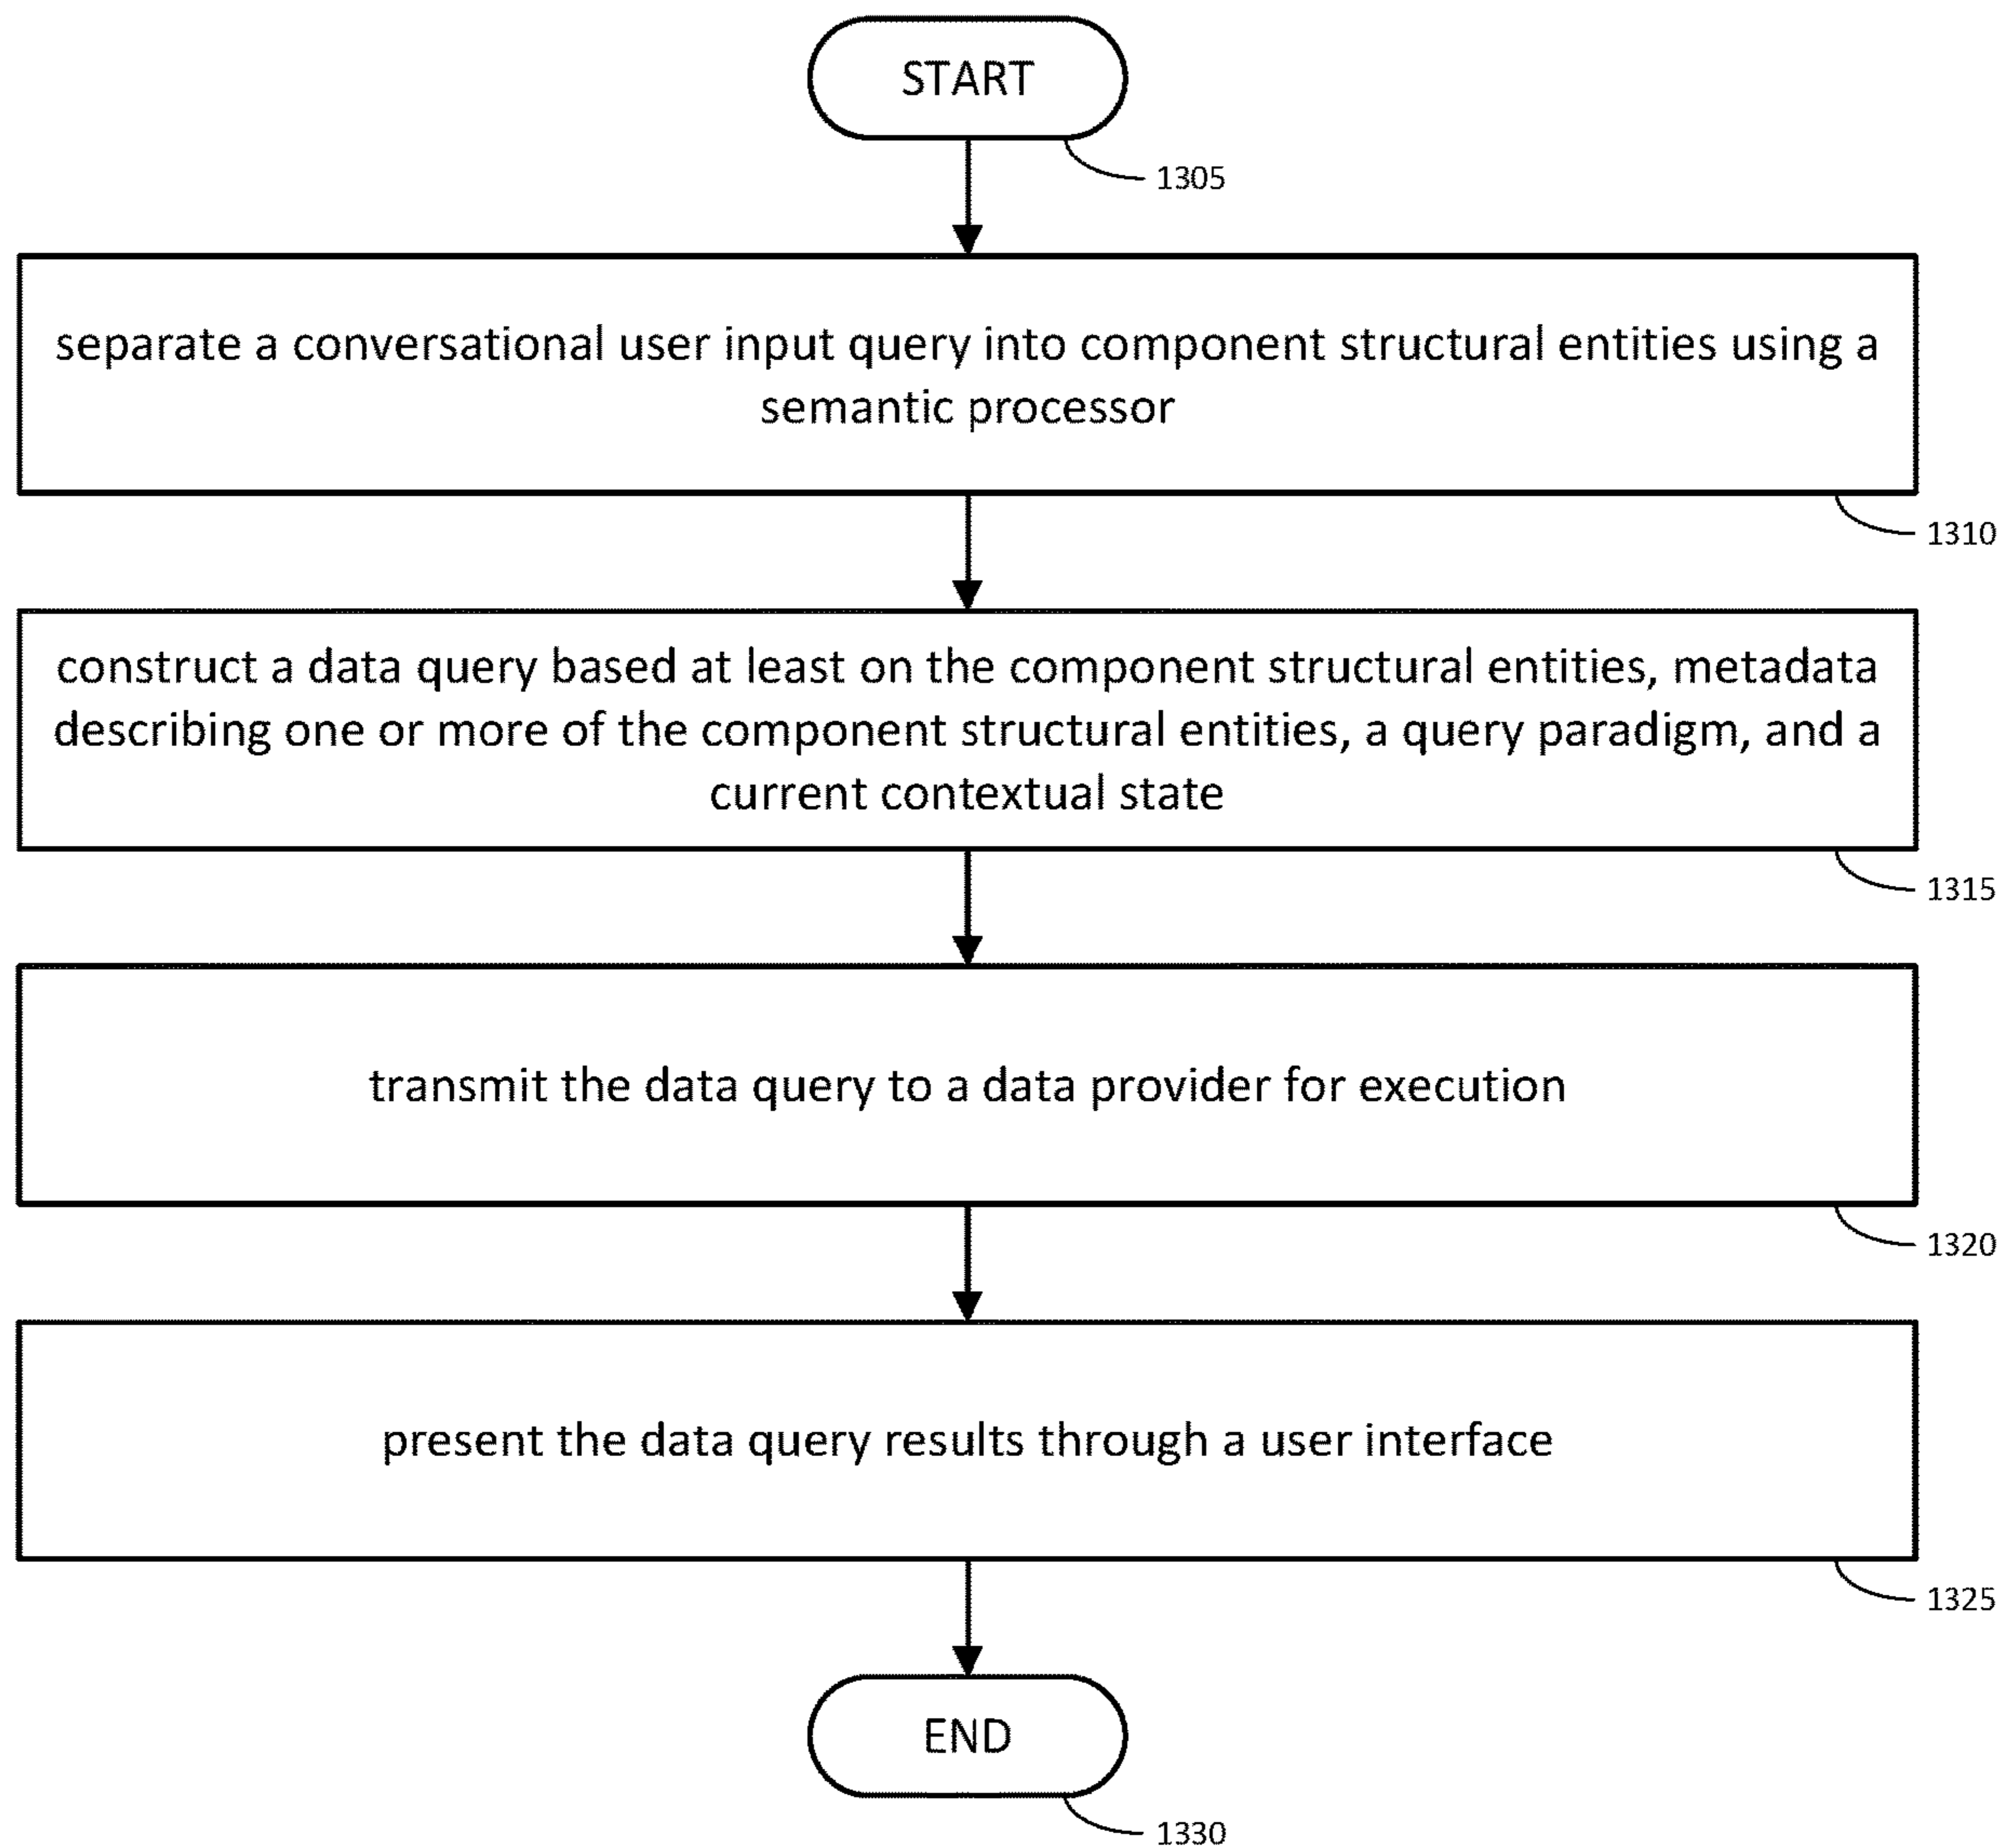 START
1305
separate a conversational user input query into component structural entities using a
semantic processor
1310
construct a data query based at least on the component structural entities, metadata
describing one or more of the component structural entities, a query paradigm, and a
current contextual state
1315
transmit the data query to a data provider for execution
1320
present the data query results through a user interface
1325
END
1330